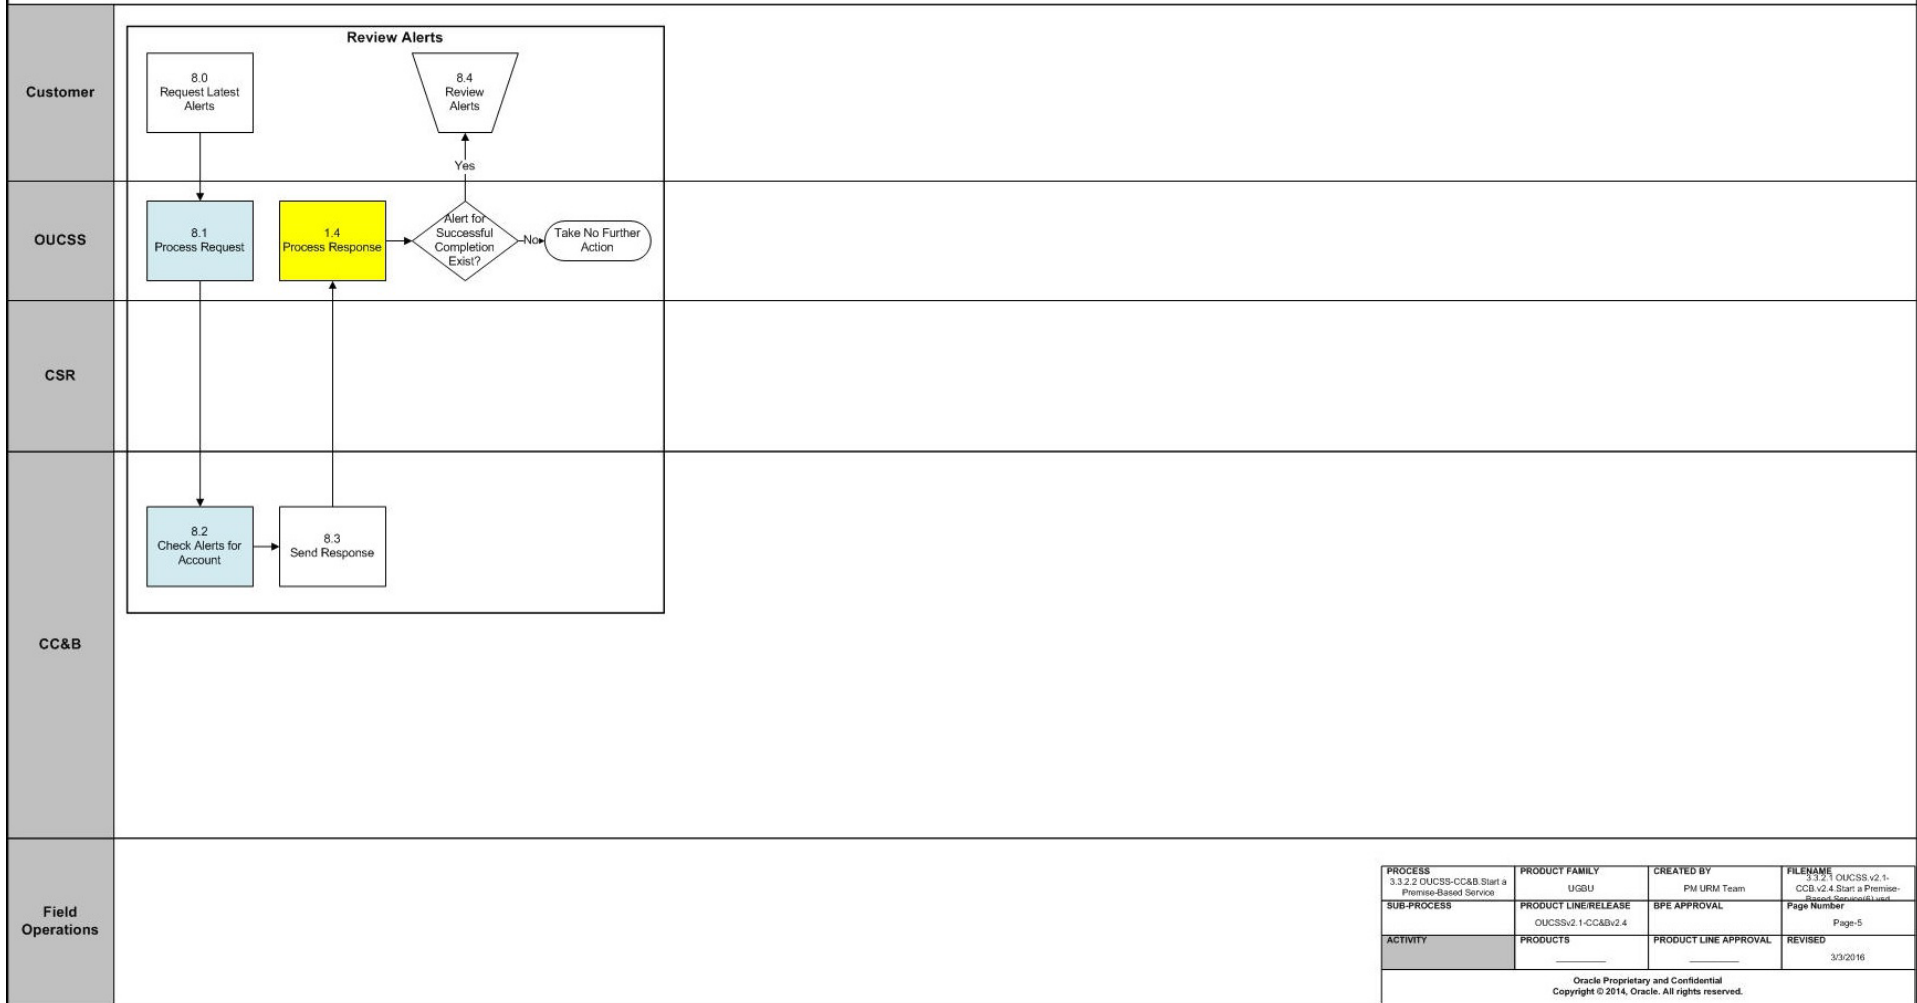 Review Alerts
Customer
8.0
Request Latest
Alerts
8.4
Review
Alerts
Yes
OUCSS
8.1
Process Request
1.4
Process Response
Alert for
Successful
Completion
Exist?
No
Take No Further
Action
CSR
CC&B
8.2
Check Alerts for
Account
8.3
Send Response
Field
Operations
PROCESS
3.3.2.2 OUCSS-CC&B.Start a
Premise-Based Service
PRODUCT FAMILY
UGBU
CREATED BY
PM URM Team
FILENAME
3.3.2.1 OUCSS.v2.1-
CCB.v2.4.Start a Premise-
Based Service(6).vsd
SUB-PROCESS
PRODUCT LINE/RELEASE
OUCSSv2.1-CC&Bv2.4
BPE APPROVAL
Page Number
Page-5
ACTIVITY
PRODUCTS
PRODUCT LINE APPROVAL
REVISED
3/3/2016
Oracle Proprietary and Confidential
Copyright © 2014, Oracle. All rights reserved.